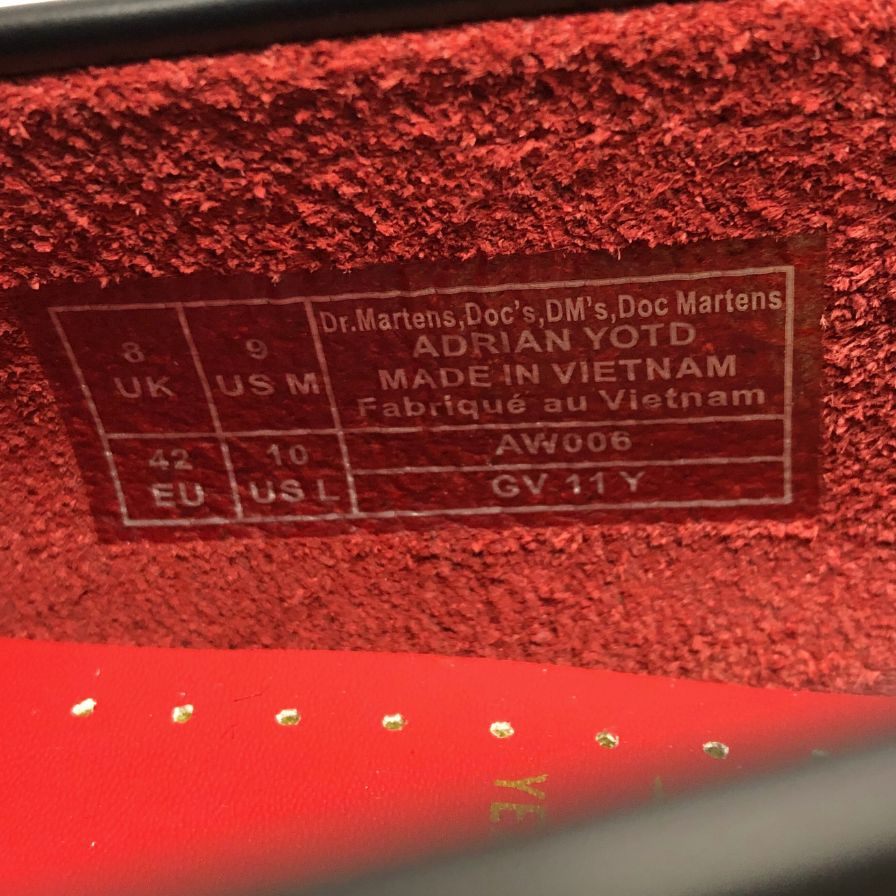 8
UK
9
US M
Dr.Martens,Doc's,DM's,Doc Martens
ADRIAN YOTD
MADE IN VIETNAM
Fabriqué au Vietnam
42
EU
10
US L
AW006
GV 11 Y
YE